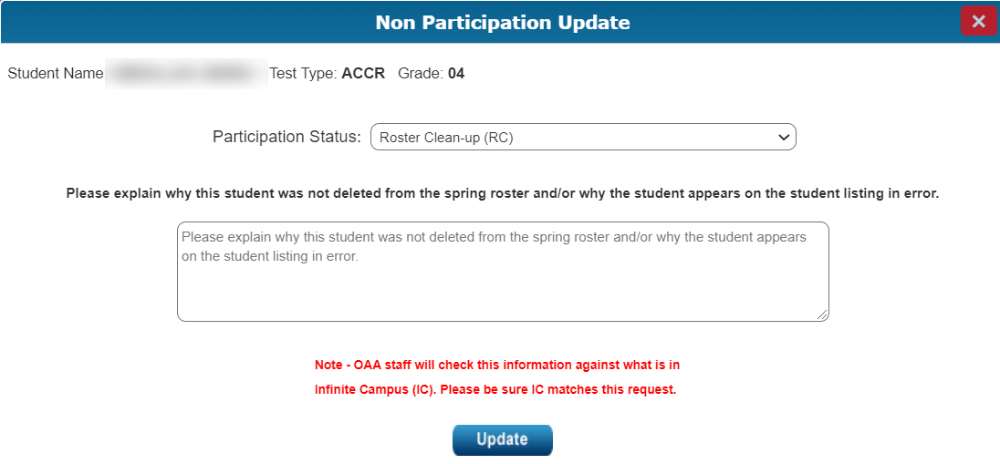 Non Participation Update
Student Name Test Type: ACCR Grade: 04
Participation Status: Roster Clean-up (RC)
Please explain why this student was not deleted from the spring roster and/or why the student appears on the student listing in error.
Please explain why this student was not deleted from the spring roster and/or why the student appears
on the student listing in error.
Note - OAA staff will check this information against what is in
Infinite Campus (IC). Please be sure IC matches this request.
Update